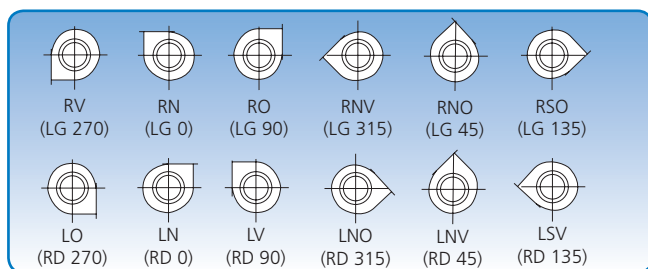 RV RN RO RNV RNO RSO
(LG 270) (LG 0) (LG 90) (LG 315) (LG 45) (LG 135)
LO LN LV LNO LNV LSV
(RD 270) (RD 0) (RD 90) (RD 315) (RD 45) (RD 135)